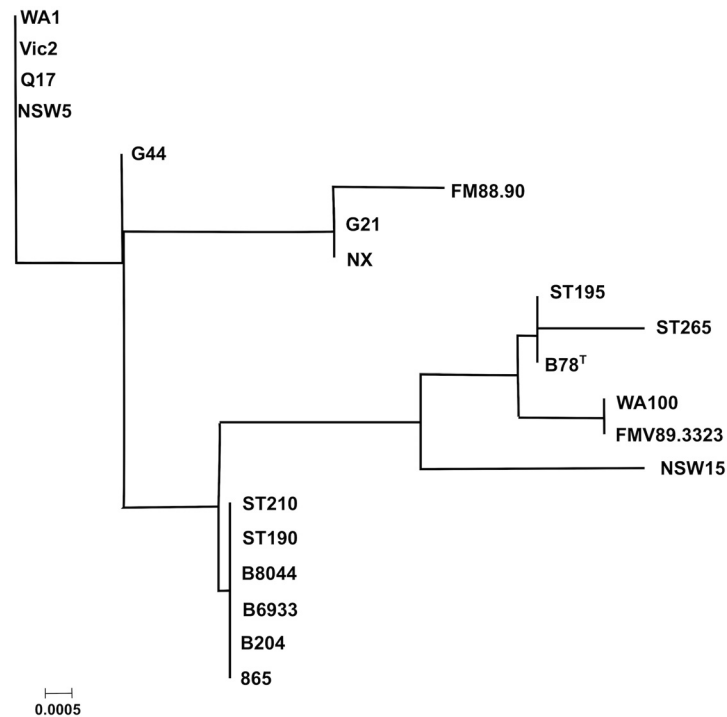 WA1
Vic2
Q17
NSW5
G44
FM88.90
G21
NX
ST195
ST265
B78ᵀ
WA100
FMV89.3323
NSW15
ST210
ST190
B8044
B6933
B204
865
0.0005